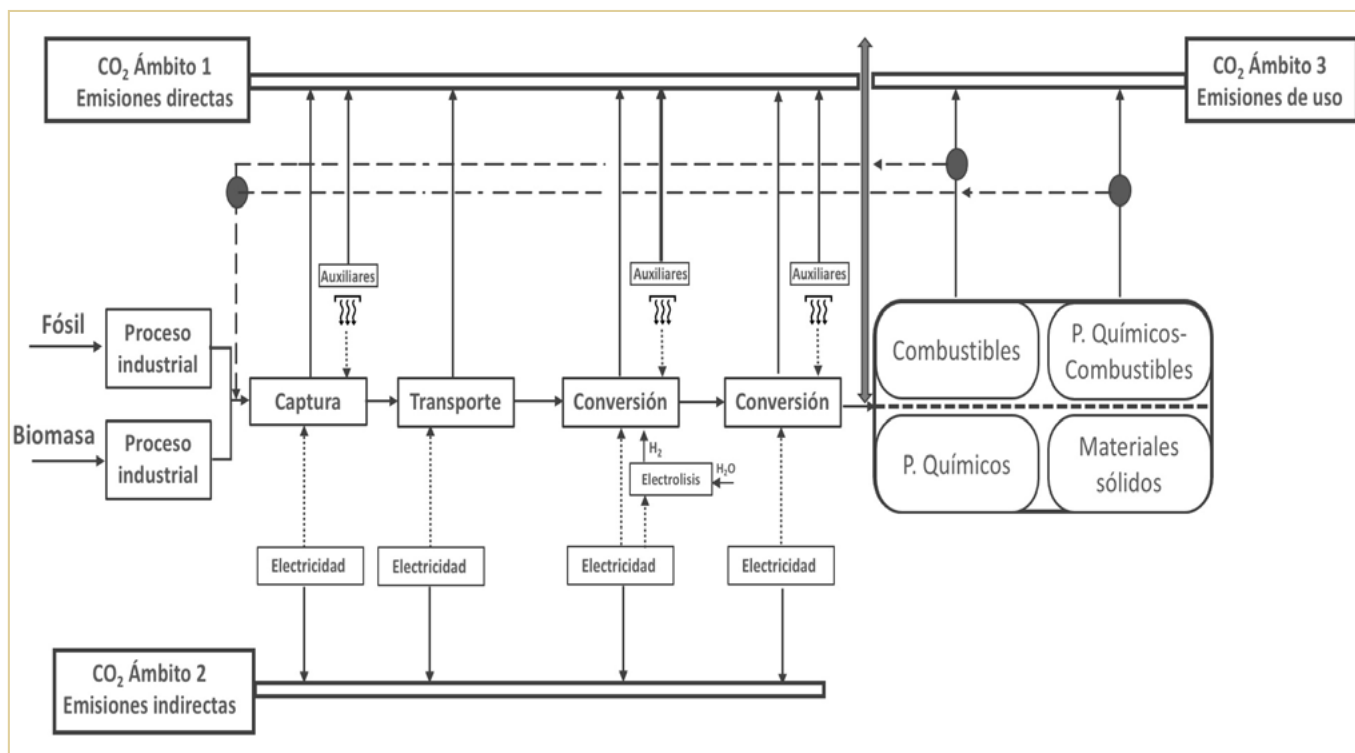 CO₂ Ámbito 1
Emisiones directas
CO₂ Ámbito 3
Emisiones de uso
Auxiliares
Auxiliares
Auxiliares
Fósil
Proceso
industrial
Combustibles
P. Químicos-
Combustibles
Captura
Transporte
Conversión
Conversión
Biomasa
Proceso
industrial
H₂
Electrolisis
H₂O
P. Químicos
Materiales
sólidos
Electricidad
Electricidad
Electricidad
Electricidad
CO₂ Ámbito 2
Emisiones indirectas